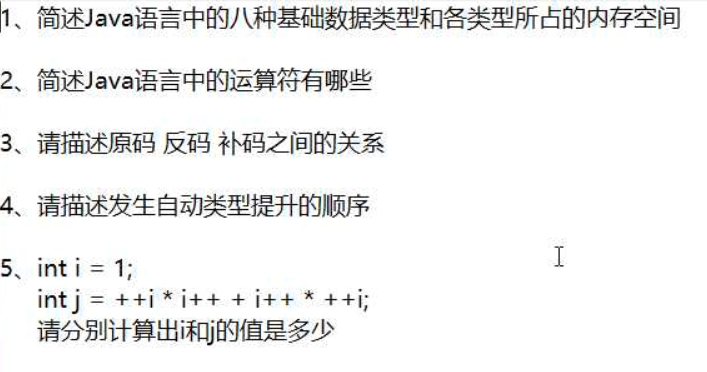 1、简述Java语言中的八种基础数据类型和各类型所占的内存空间
2、简述Java语言中的运算符有哪些
3、请描述原码 反码 补码之间的关系
4、请描述发生自动类型提升的顺序
5、int i = 1;
int j = ++i * i++ + i++ * ++i;
请分别计算出i和j的值是多少